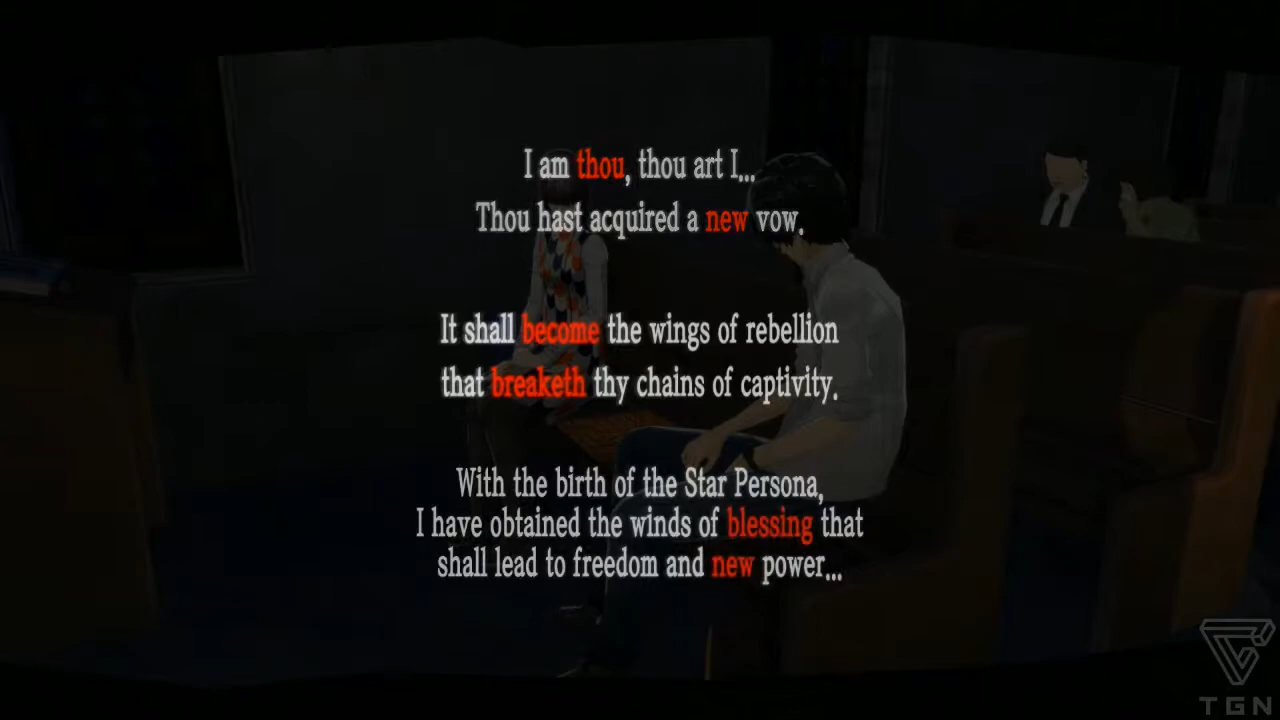 I am thou, thou art I...
Thou hast acquired a new vow.
It shall become the wings of rebellion
that breaketh thy chains of captivity.
With the birth of the Star Persona,
I have obtained the winds of blessing that
shall lead to freedom and new power...
TGN